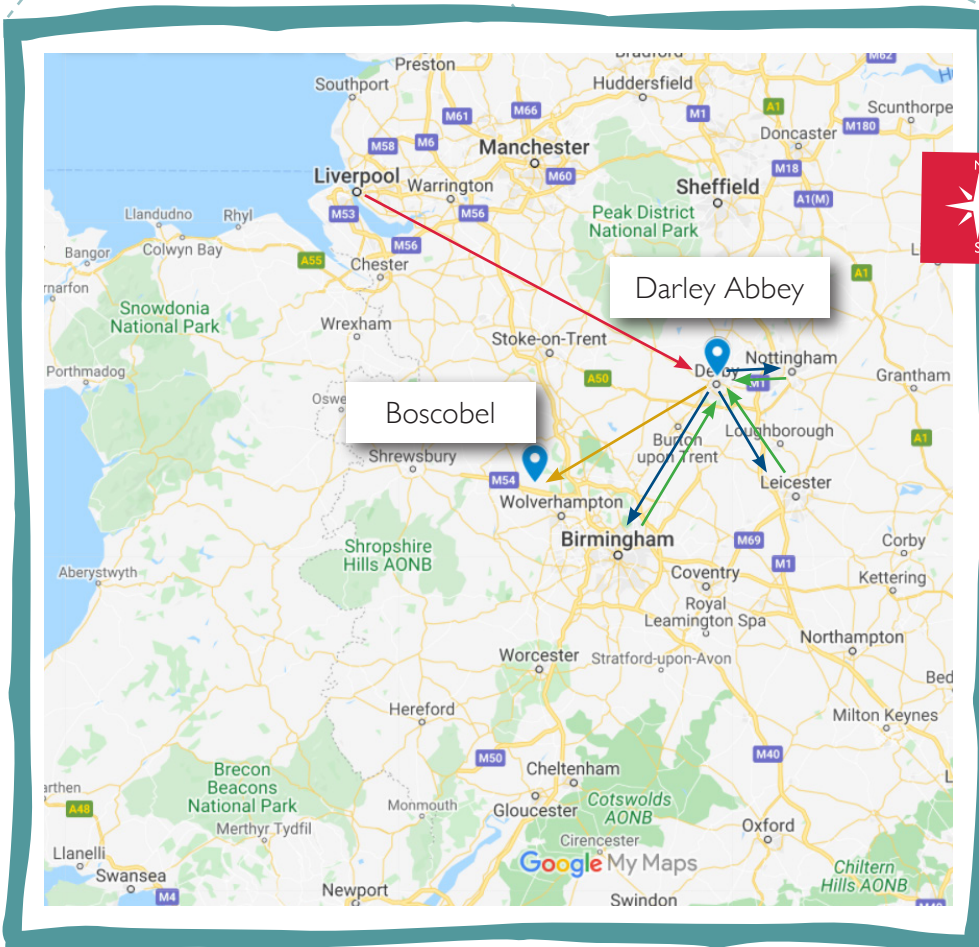 Preston
Bradford
M62
Southport
Huddersfield
M61
M66
M1
A1
Scunthorpe
Doncaster
M180
M58
M6
Manchester
M60
M18
Liverpool
Warrington
Sheffield
A1(M)
M53
M56
Llandudno
Rhyl
Peak District
National Park
Bangor
Colwyn Bay
M56
A55
Chester
A1
N
S
L
rnarfon
Darley Abbey
Snowdonia
National Park
Wrexham
Stoke-on-Trent
Nottingham
Porthmadog
Derby
M1
A50
Grantham
Oswe
Boscobel
Burton
upon Trent
Loughborough
A1
Shrewsbury
M54
Leicester
Wolverhampton
Birmingham
M69
Corby
Shropshire
Hills AONB
M1
Aberystwyth
Coventry
Kettering
Royal
Leamington Spa
Northampton
Worcester
Stratford-upon-Avon
Bed
Hereford
Milton Keynes
M50
M40
Brecon
Beacons
National Park
Cheltenham
arthen
A48
Monmouth
Gloucester
Cotswolds
AONB
Merthyr Tydfil
Oxford
Cirencester
Llanelli
Google My Maps
Chiltern
Hills AONB
Swansea
M4
Newport
Swindon